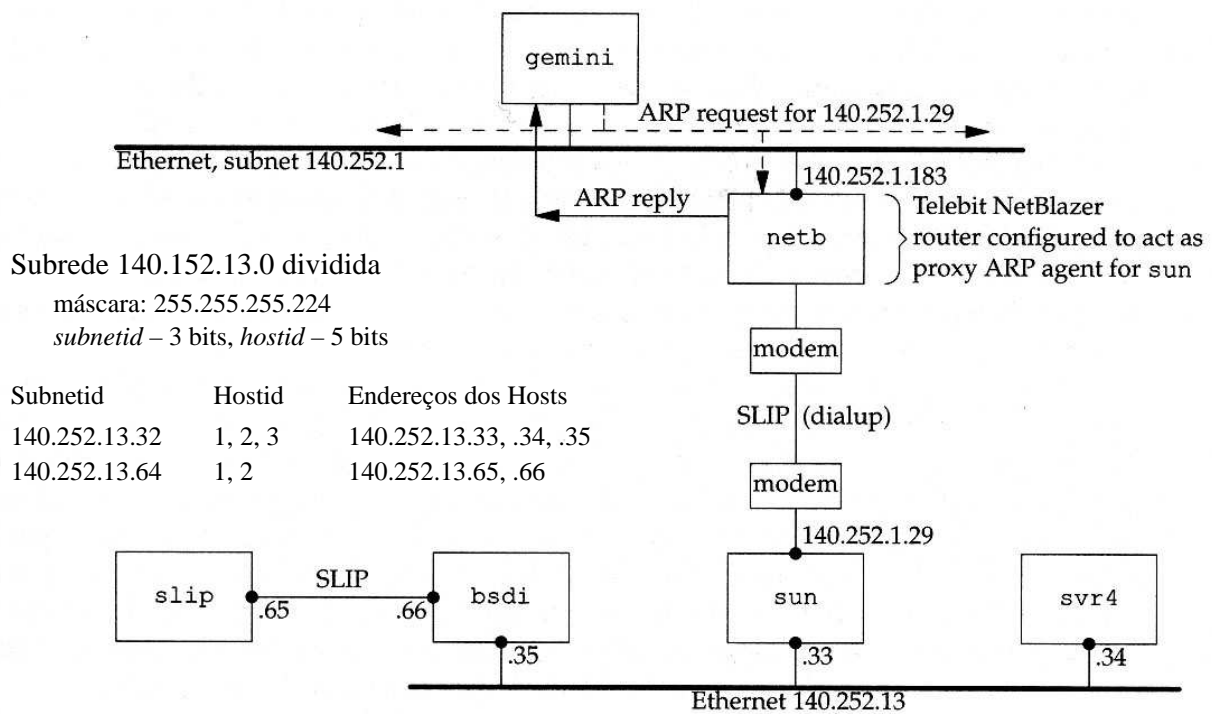 gemini
ARP request for 140.252.1.29
Ethernet, subnet 140.252.1
140.252.1.183
ARP reply
netb
Telebit NetBlazer
router configured to act as
proxy ARP agent for sun
Subrede 140.152.13.0 dividida
máscara: 255.255.255.224
subnetid – 3 bits, hostid – 5 bits
modem
Subnetid Hostid Endereços dos Hosts
140.252.13.32 1, 2, 3 140.252.13.33, .34, .35
140.252.13.64 1, 2 140.252.13.65, .66
SLIP (dialup)
modem
140.252.1.29
slip
SLIP
.65
.66
bsdi
sun
svr4
.35
.33
.34
Ethernet 140.252.13